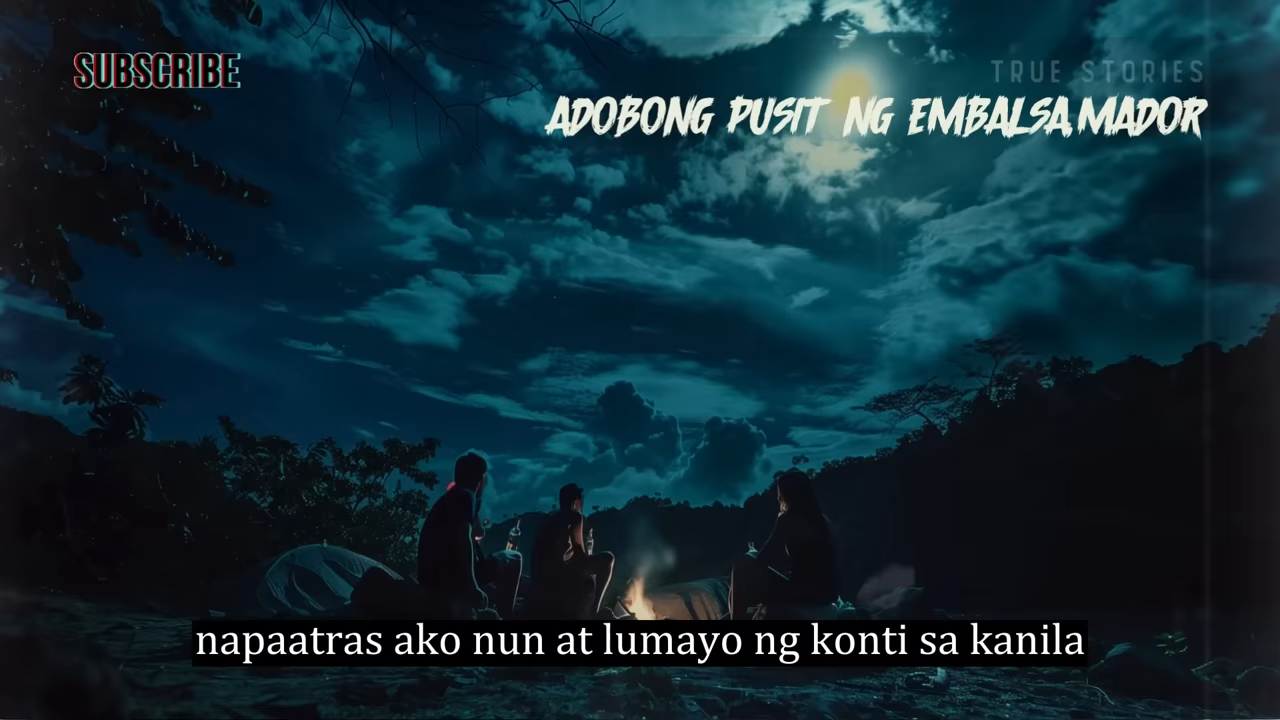 SUBSCRIBE
TRUE STORIES
ADOBONG PUSIT NG EMBALSAMADOR
napaatras ako nun at lumayo ng konti sa kanila